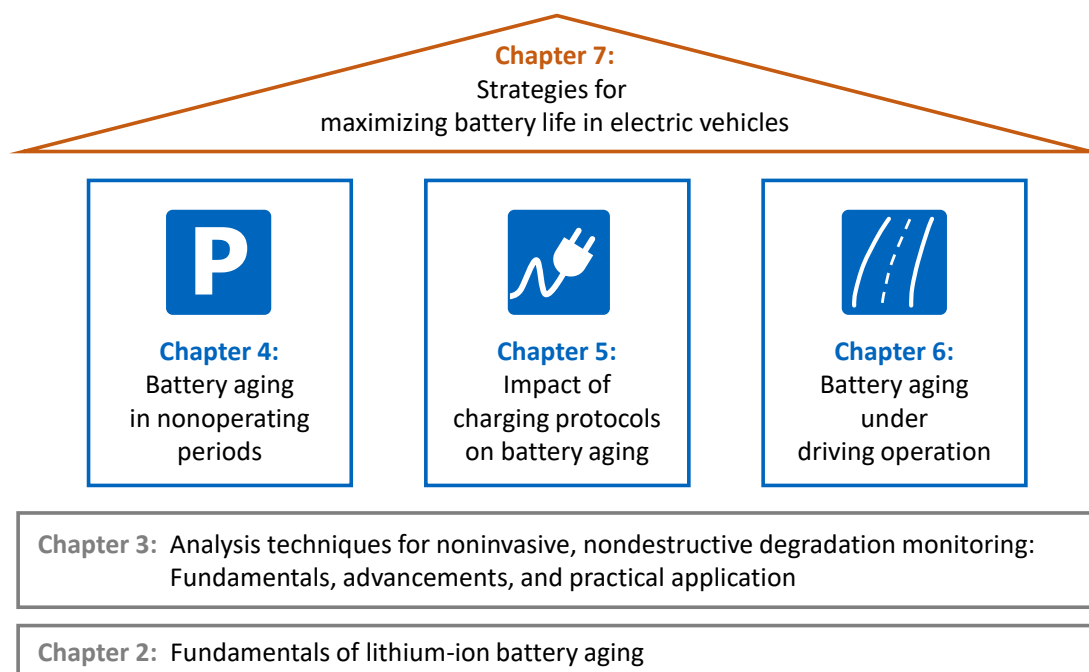 Chapter 7:
Strategies for
maximizing battery life in electric vehicles
P
Chapter 4:
Battery aging
in nonoperating
periods
Chapter 5:
Impact of
charging protocols
on battery aging
Chapter 6:
Battery aging
under
driving operation
Chapter 3: Analysis techniques for noninvasive, nondestructive degradation monitoring:
Fundamentals, advancements, and practical application
Chapter 2: Fundamentals of lithium-ion battery aging